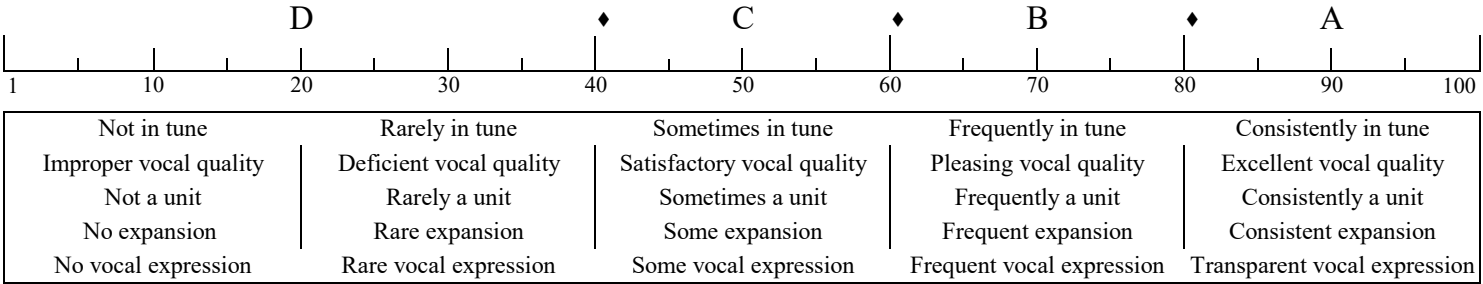 D ♦ C ♦ B ♦ A
1 10 20 30 40 50 60 70 80 90 100
Not in tune Rarely in tune Sometimes in tune Frequently in tune Consistently in tune
Improper vocal quality Deficient vocal quality Satisfactory vocal quality Pleasing vocal quality Excellent vocal quality
Not a unit Rarely a unit Sometimes a unit Frequently a unit Consistently a unit
No expansion Rare expansion Some expansion Frequent expansion Consistent expansion
No vocal expression Rare vocal expression Some vocal expression Frequent vocal expression Transparent vocal expression